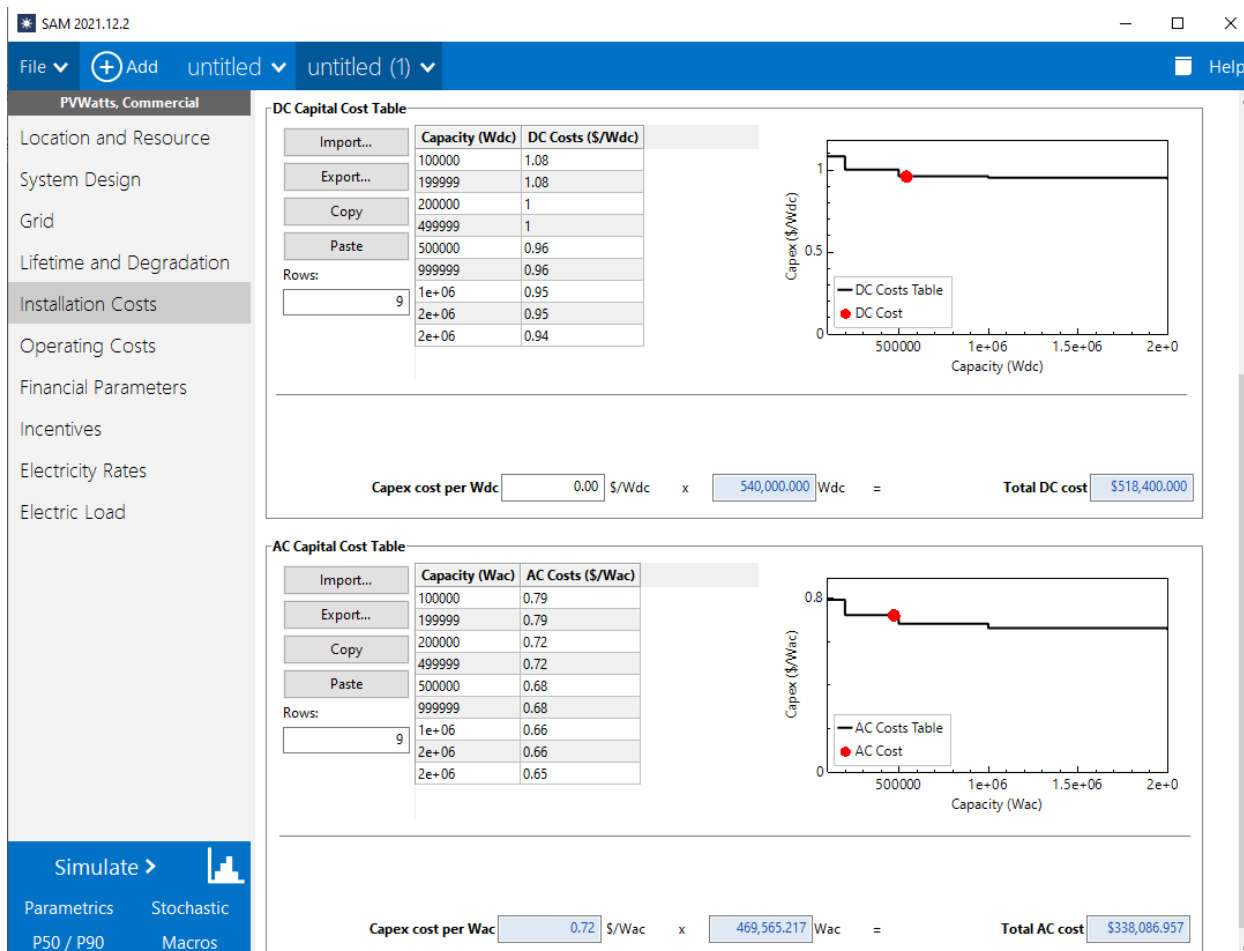 SAM 2021.12.2
File Add untitled untitled (1) Help
PVWatts, Commercial
Location and Resource
System Design
Grid
Lifetime and Degradation
Installation Costs
Operating Costs
Financial Parameters
Incentives
Electricity Rates
Electric Load
Simulate >
Parametrics Stochastic
P50 / P90 Macros
DC Capital Cost Table
Import...
Export...
Copy
Paste
Rows:
9
Capacity (Wdc) DC Costs ($/Wdc)
100000 1.08
199999 1.08
200000 1
499999 1
500000 0.96
999999 0.96
1e+06 0.95
2e+06 0.95
2e+06 0.94
Capex ($/Wdc)
1
0.5
0
DC Costs Table
DC Cost
500000 1e+06 1.5e+06 2e+0
Capacity (Wdc)
Capex cost per Wdc 0.00 $/Wdc x 540,000.000 Wdc = Total DC cost $518,400.000
AC Capital Cost Table
Import...
Export...
Copy
Paste
Rows:
9
Capacity (Wac) AC Costs ($/Wac)
100000 0.79
199999 0.79
200000 0.72
499999 0.72
500000 0.68
999999 0.68
1e+06 0.66
2e+06 0.66
2e+06 0.65
Capex ($/Wac)
0.8
0
AC Costs Table
AC Cost
500000 1e+06 1.5e+06 2e+0
Capacity (Wac)
Capex cost per Wac 0.72 $/Wac x 469,565.217 Wac = Total AC cost $338,086.957